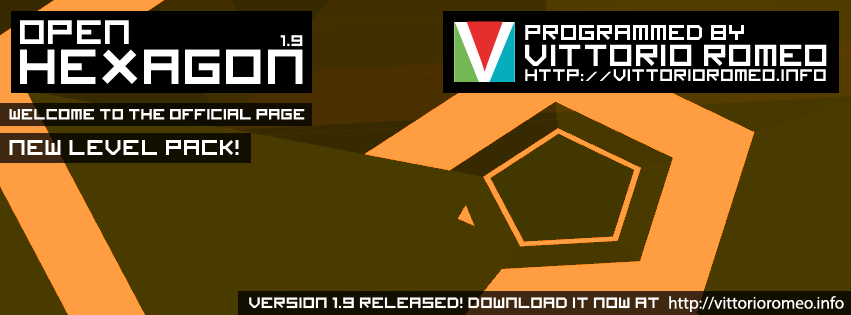 OPEN
HEXAGON 1.9
WELCOME TO THE OFFICIAL PAGE
NEW LEVEL PACK!
V
PROGRAMMED BY
VITTORIO ROMEO
HTTP://VITTORIOROMEO.INFO
VERSION 1.9 RELEASED! DOWNLOAD IT NOW AT http://vittorioromeo.info